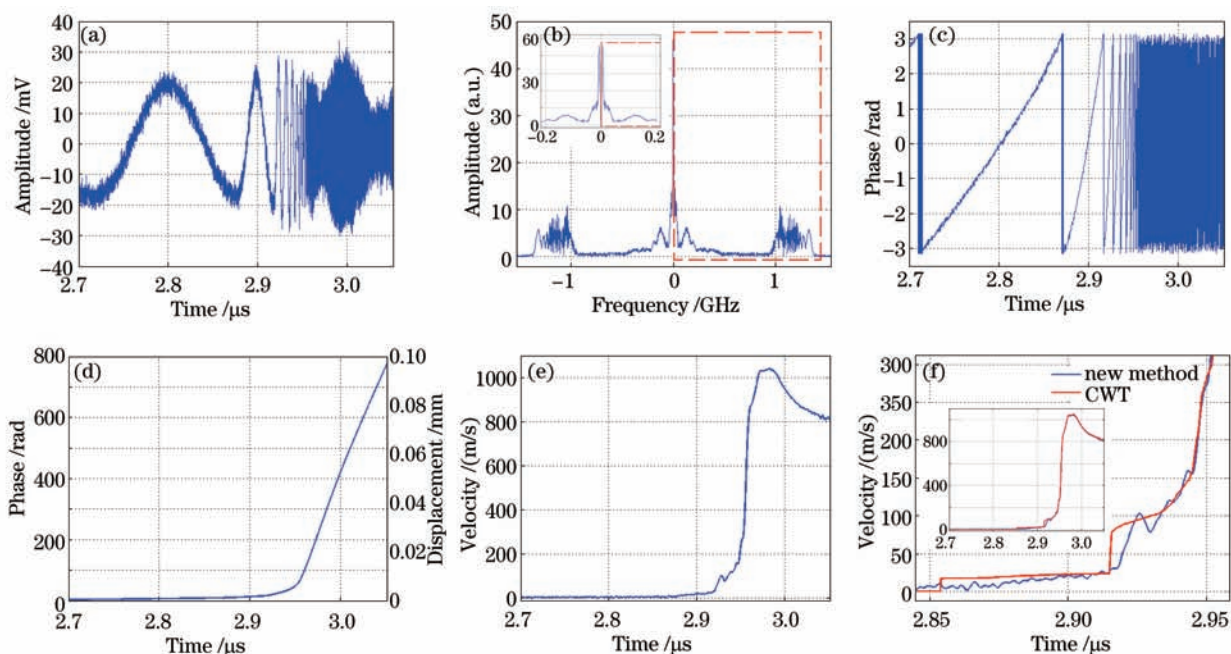 (a)
40
30
20
10
0
−10
−20
−30
−40
Amplitude /mV
2.7 2.8 2.9 3.0
Time /μs
(b)
50
40
30
20
10
0
Amplitude (a.u.)
60
30
0
−0.2 0 0.2
−1 0 1
Frequency /GHz
(c)
3
2
1
0
−1
−2
−3
Phase /rad
2.7 2.8 2.9 3.0
Time /μs
(d)
800
600
400
200
0
Phase /rad
0.10
0.08
0.06
0.04
0.02
0
Displacement /mm
2.7 2.8 2.9 3.0
Time /μs
(e)
1000
800
600
400
200
0
Velocity /(m/s)
2.7 2.8 2.9 3.0
Time /μs
(f)
new method
CWT
300
250
200
150
100
50
0
Velocity /(m/s)
800
400
0
2.7 2.8 2.9 3.0
2.85 2.90 2.95
Time /μs